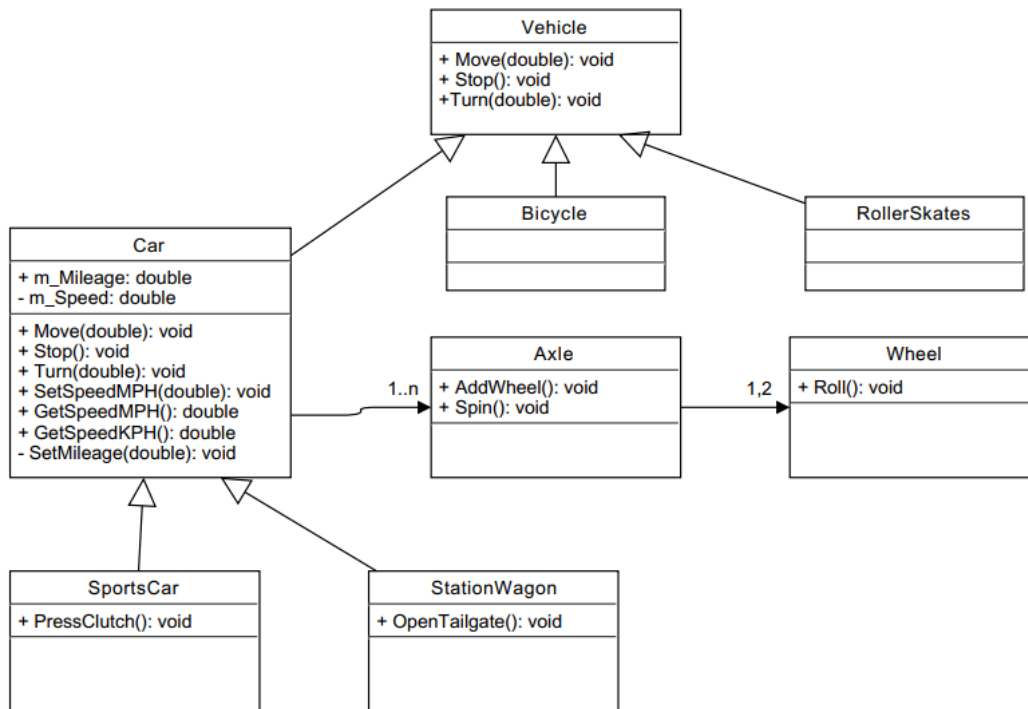 Vehicle
+ Move(double): void
+ Stop(): void
+Turn(double): void
Bicycle
RollerSkates
Car
+ m_Mileage: double
- m_Speed: double
+ Move(double): void
+ Stop(): void
+ Turn(double): void
+ SetSpeedMPH(double): void
+ GetSpeedMPH(): double
+ GetSpeedKPH(): double
- SetMileage(double): void
1..n
Axle
+ AddWheel(): void
+ Spin(): void
1,2
Wheel
+ Roll(): void
SportsCar
+ PressClutch(): void
StationWagon
+ OpenTailgate(): void